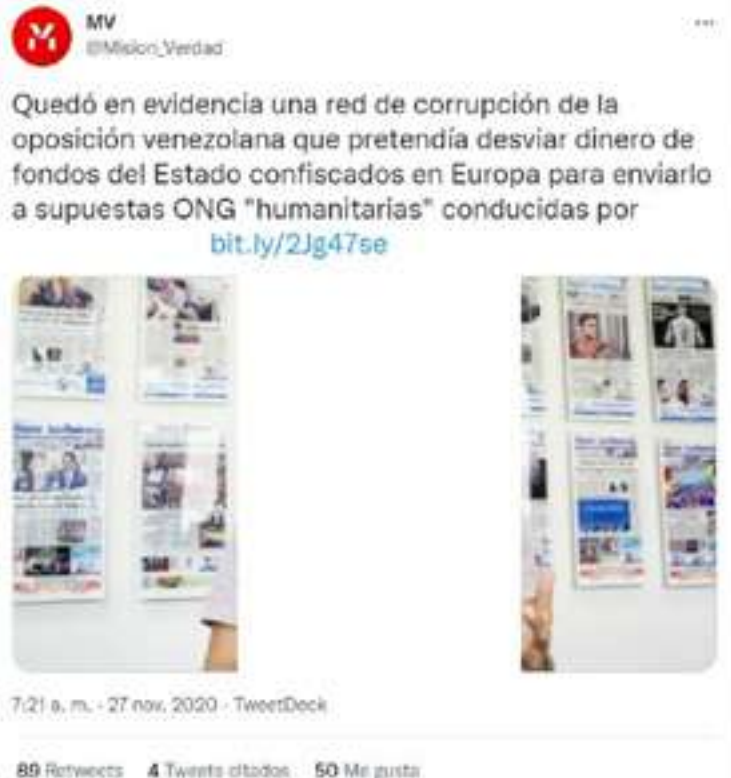 MV
@Mision_Verdad
Quedó en evidencia una red de corrupción de la
oposición venezolana que pretendía desviar dinero de
fondos del Estado confiscados en Europa para enviarlo
a supuestas ONG "humanitarias" conducidas por
bit.ly/2Jg47se
7:21 a. m. · 27 nov. 2020 · TweetDeck
89 Retweets 4 Tweets citados 50 Me gusta